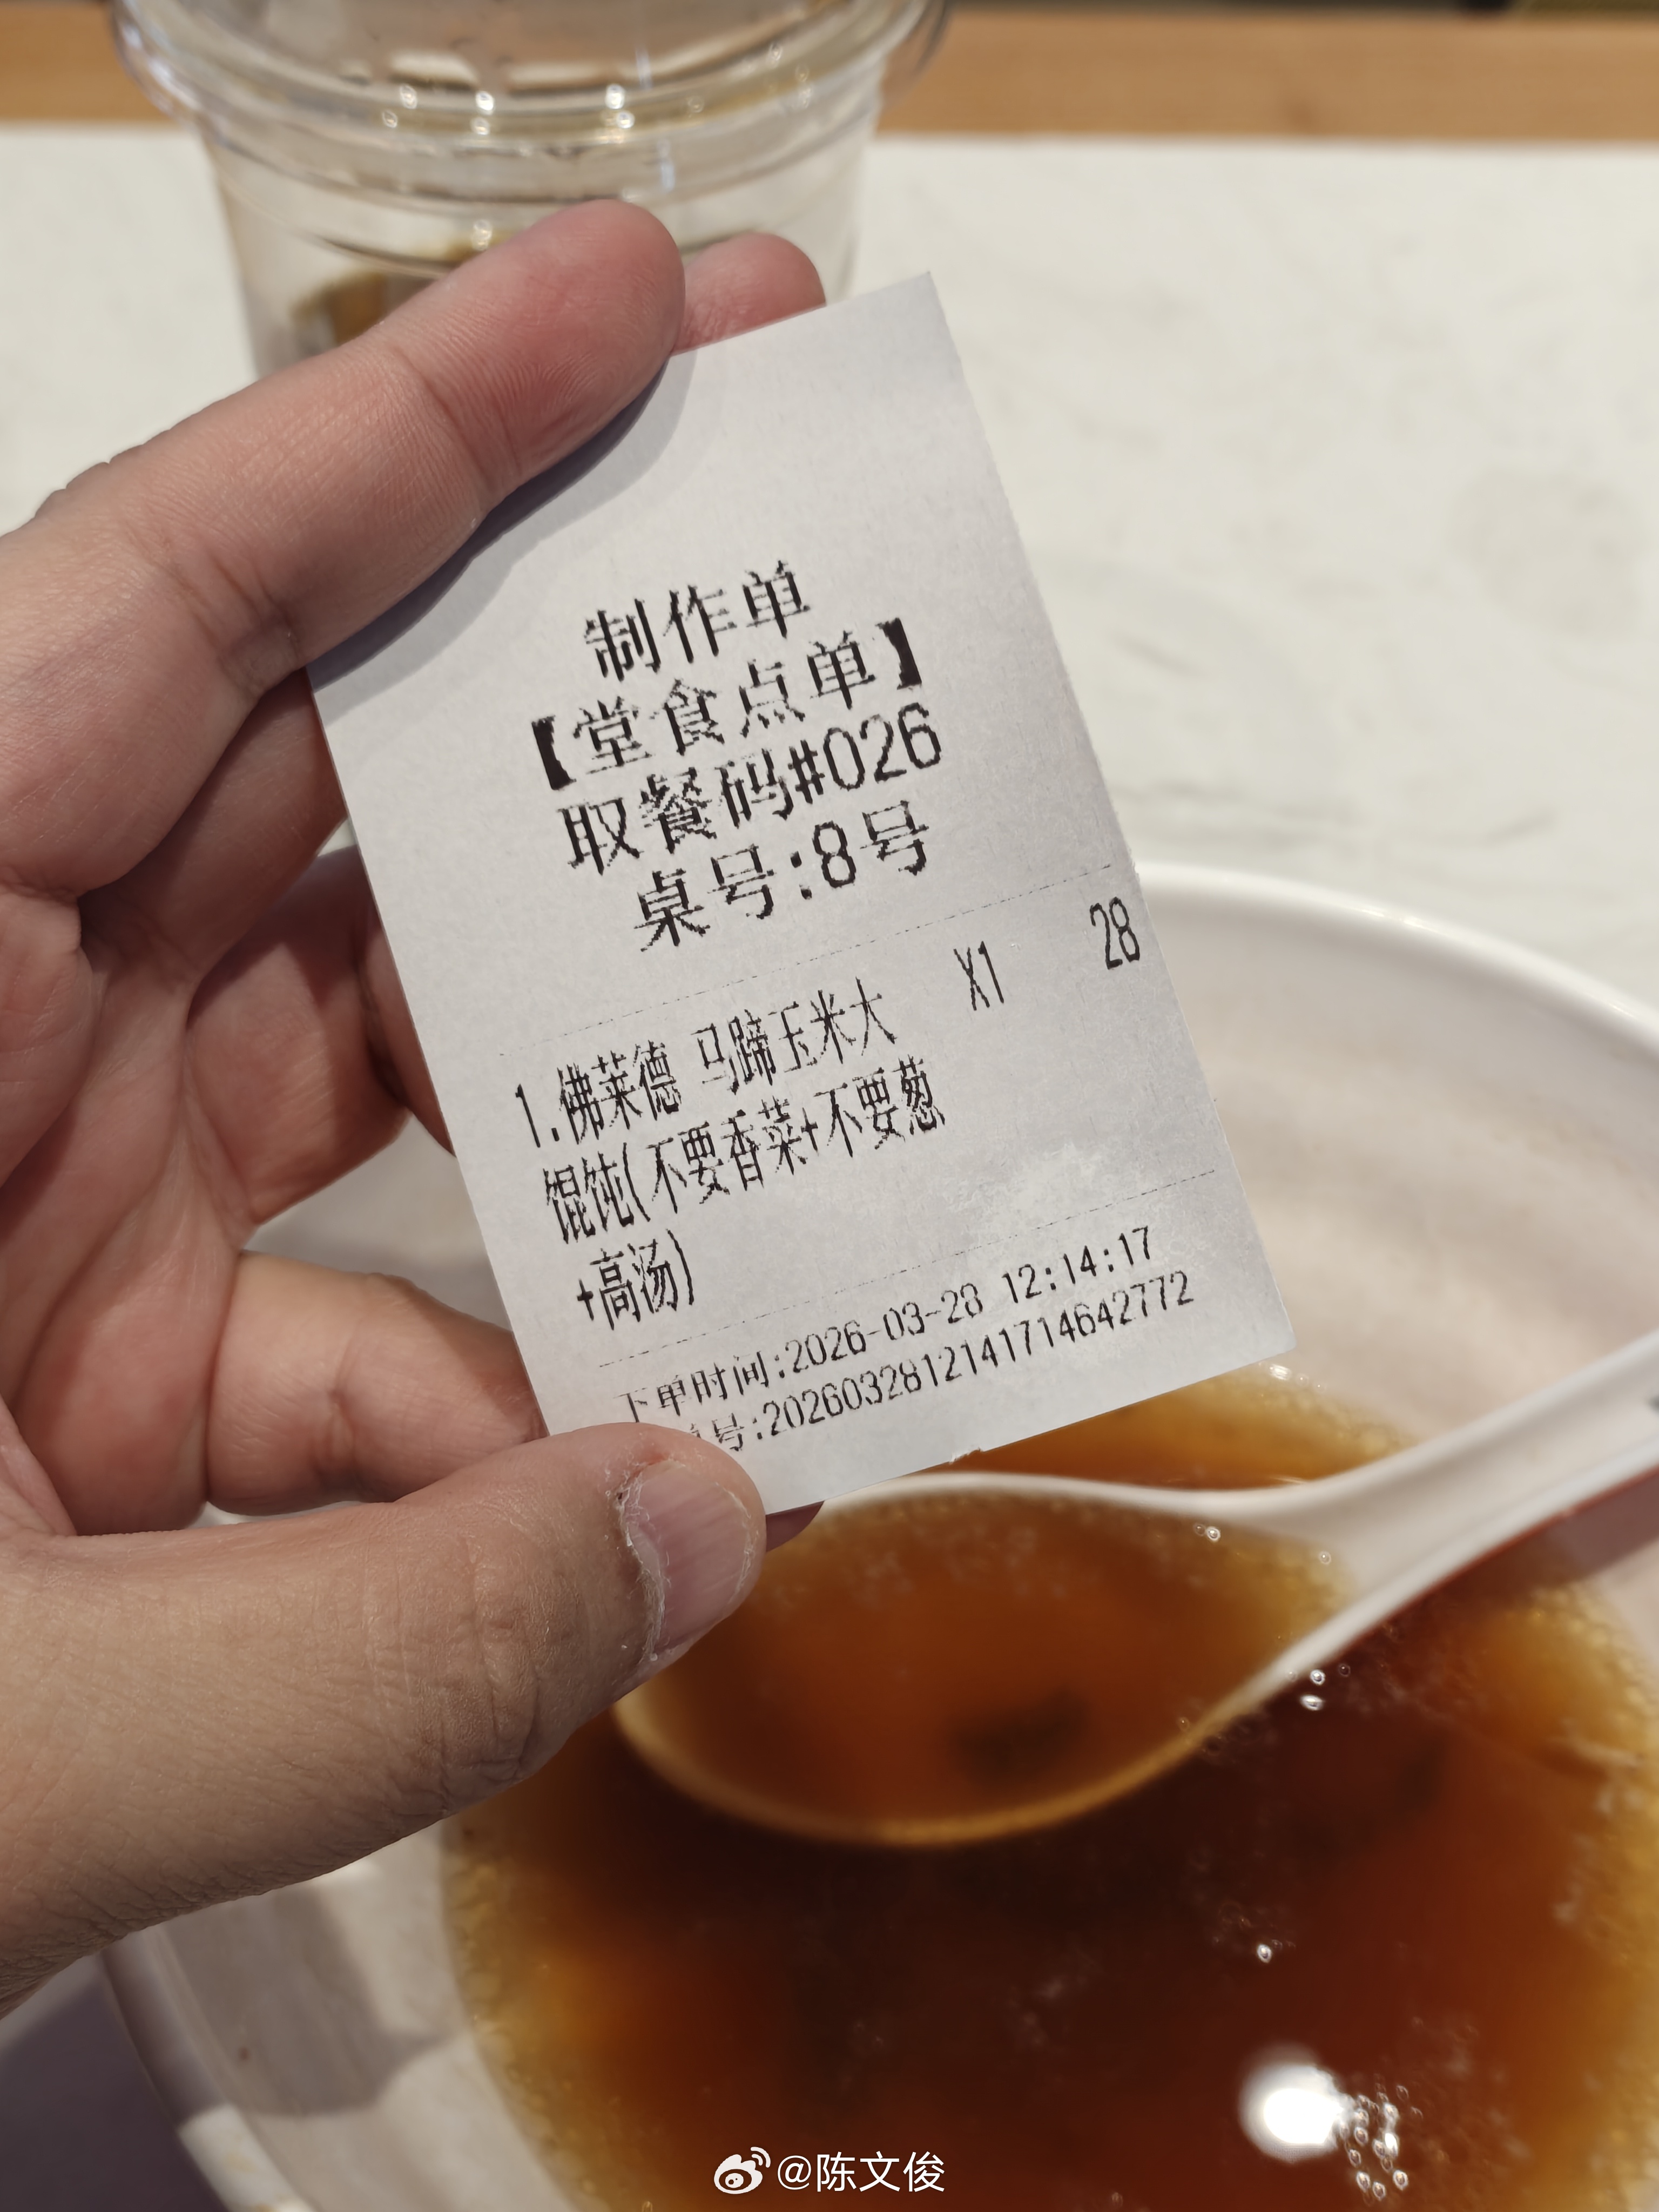 制作单
【堂食点单】
取餐码#026
桌号:8号
1.佛莱德 马蹄玉米大 X1 28
馄饨(不要香菜+不要葱
+高汤)
下单时间:2026-03-28 12:14:17
号:2026032812141714642772
@陈文俊